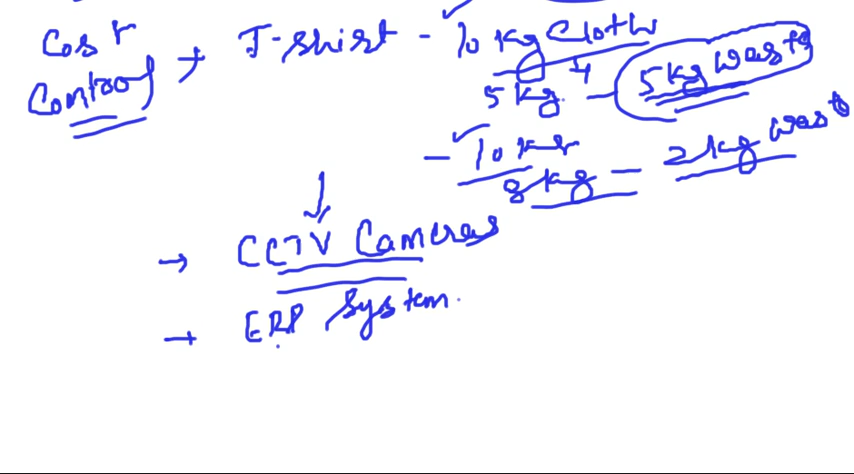 Cost Control → T-shirt - 10 kg Cloth
5 kg - 5 kg waste
- 10 kg
8 kg = 2 kg wast
→ CCTV Cameras
→ ERP System.